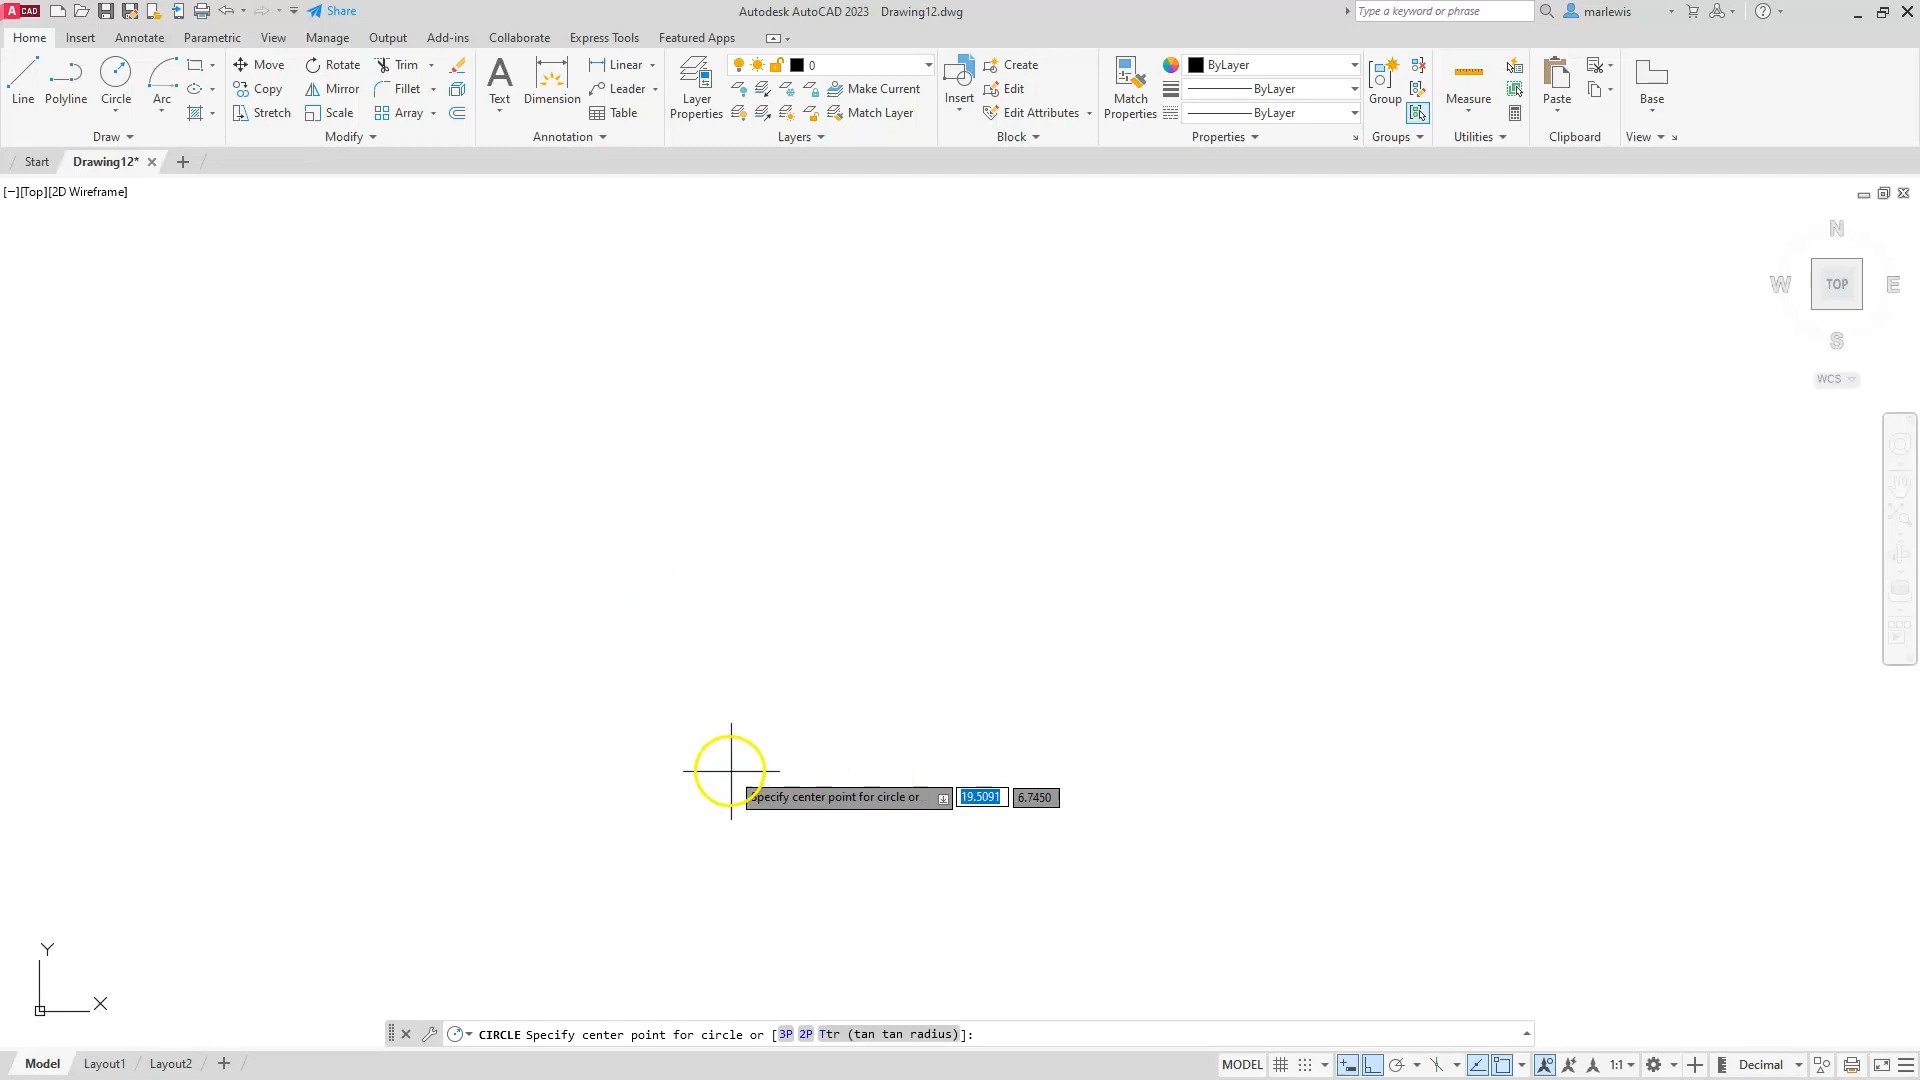 A CAD Share Autodesk AutoCAD 2023 Drawing12.dwg Type a keyword or phrase marlewis
Home Insert Annotate Parametric View Manage Output Add-ins Collaborate Express Tools Featured Apps
Line Polyline Circle Arc
Draw
Move Rotate Trim
Copy Mirror Fillet
Stretch Scale Array
Modify
Text Dimension
Linear
Leader
Table
Annotation
Layer Properties
0
Make Current
Match Layer
Layers
Insert
Create
Edit
Edit Attributes
Block
Match Properties
ByLayer
ByLayer
ByLayer
Properties
Group
Groups
Measure
Utilities
Paste
Clipboard
Base
View
Start Drawing12*
[−][Top][2D Wireframe]
N
W TOP E
S
WCS
Specify center point for circle or 19.5091 6.7450
Y
X
CIRCLE Specify center point for circle or [3P 2P Ttr (tan tan radius)]:
Model Layout1 Layout2 MODEL 1:1 Decimal